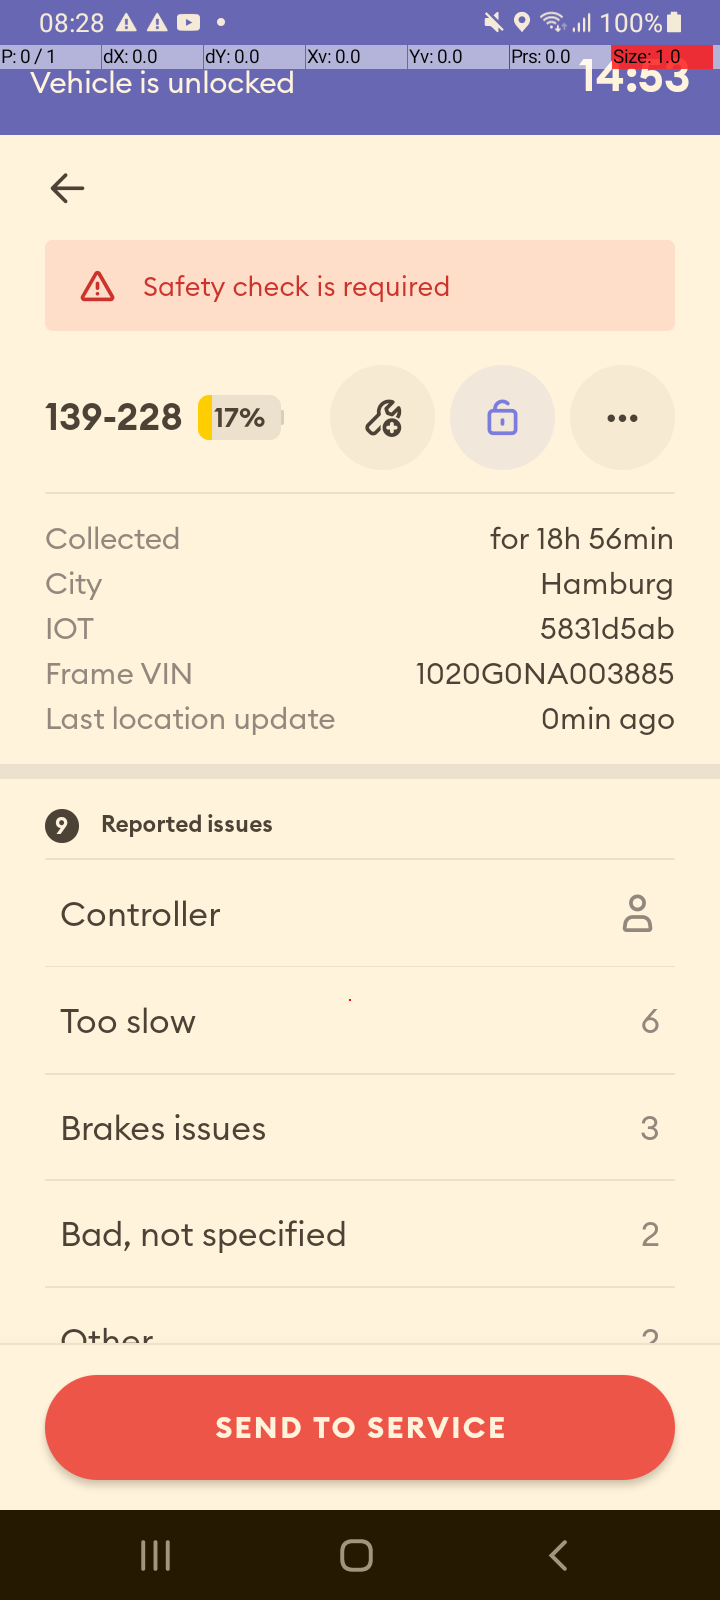 08:28 100%
P: 0 / 1 dX: 0.0 dY: 0.0 Xv: 0.0 Yv: 0.0 Prs: 0.0 Size: 1.0
Vehicle is unlocked 14:53
Safety check is required
139-228 17%
Collected for 18h 56min
City Hamburg
IOT 5831d5ab
Frame VIN 1020G0NA003885
Last location update 0min ago
9 Reported issues
Controller
Too slow 6
Brakes issues 3
Bad, not specified 2
Other 2
SEND TO SERVICE